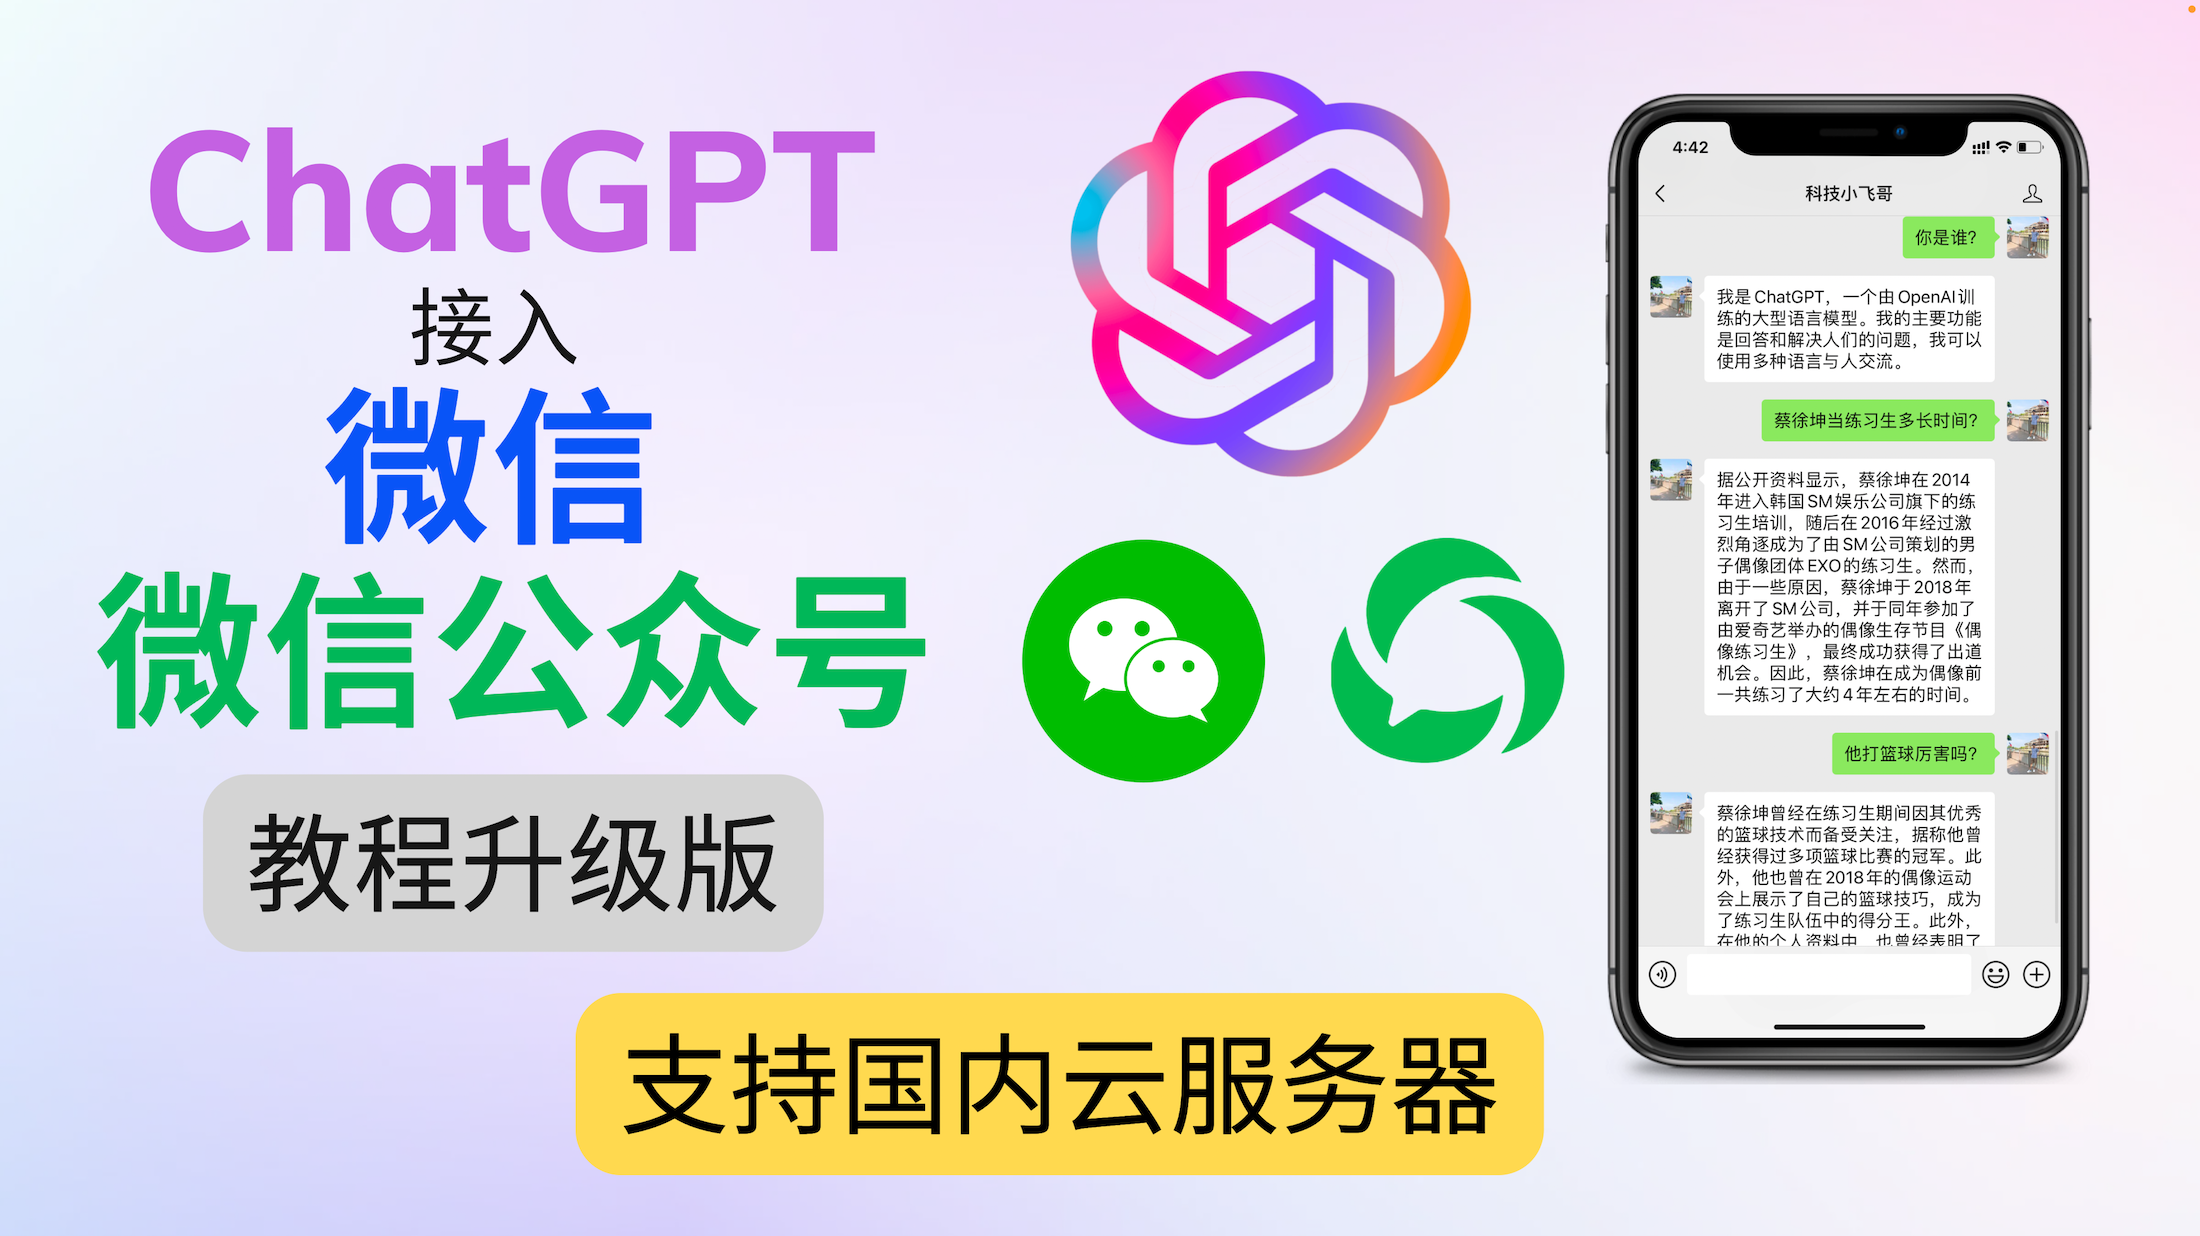 ChatGPT
接入
微信
微信公众号
教程升级版
支持国内云服务器
4:42
科技小飞哥
你是谁?
我是ChatGPT，一个由OpenAI训
练的大型语言模型。我的主要功能
是回答和解决人们的问题，我可以
使用多种语言与人交流。
蔡徐坤当练习生多长时间?
据公开资料显示，蔡徐坤在2014
年进入韩国SM娱乐公司旗下的练
习生培训，随后在2016年经过激
烈角逐成为了由SM公司策划的男
子偶像团体EXO的练习生。然而，
由于一些原因，蔡徐坤于2018年
离开了SM公司，并于同年参加了
由爱奇艺举办的偶像生存节目《偶
像练习生》，最终成功获得了出道
机会。因此，蔡徐坤在成为偶像前
一共练习了大约4年左右的时间。
他打篮球厉害吗?
蔡徐坤曾经在练习生期间因其优秀
的篮球技术而备受关注，据称他曾
经获得过多项篮球比赛的冠军。此
外，他也曾在2018年的偶像运动
会上展示了自己的篮球技巧，成为
了练习生队伍中的得分王。此外，
在他的个人资料中，也曾经表明了